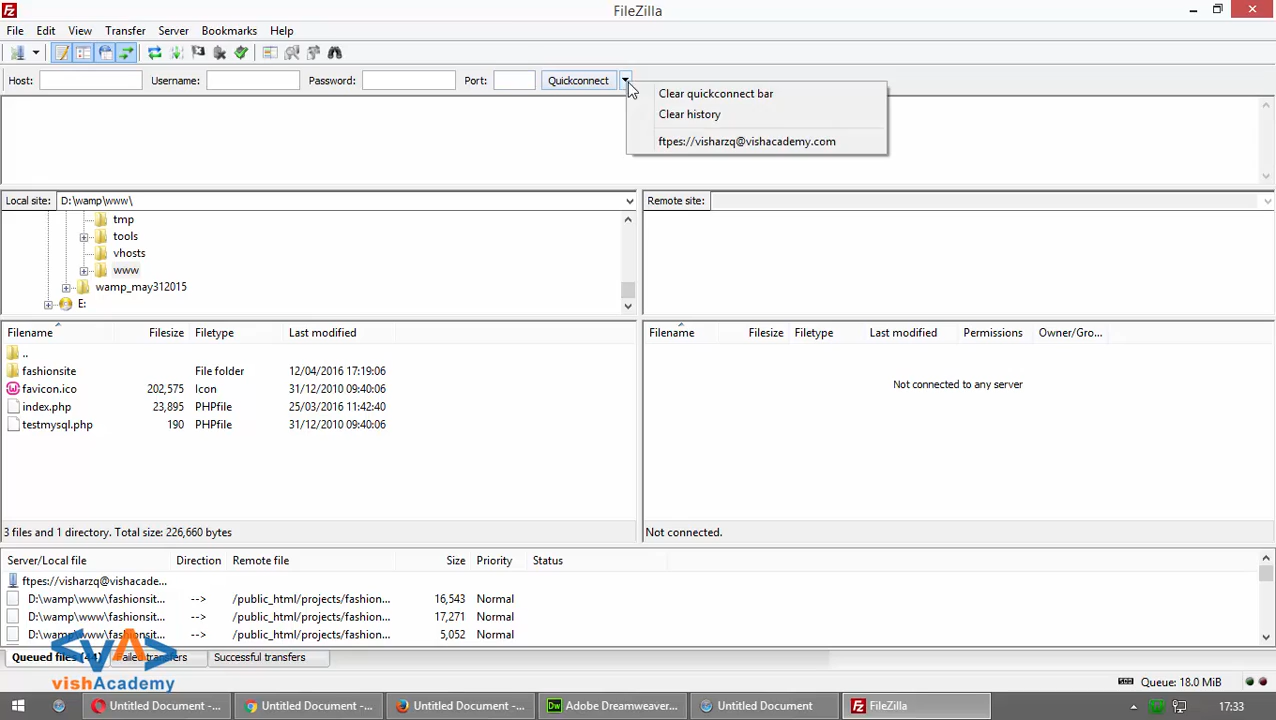 FileZilla
File Edit View Transfer Server Bookmarks Help
Host: Username: Password: Port: Quickconnect
Clear quickconnect bar
Clear history
ftpes://visharzq@vishacademy.com
Local site: D:\wamp\www\
Remote site:
tmp
tools
vhosts
www
wamp_may312015
E:
Filename Filesize Filetype Last modified
..
fashionsite File folder 12/04/2016 17:19:06
favicon.ico 202,575 Icon 31/12/2010 09:40:06
index.php 23,895 PHPfile 25/03/2016 11:42:40
testmysql.php 190 PHPfile 31/12/2010 09:40:06
3 files and 1 directory. Total size: 226,660 bytes
Filename Filesize Filetype Last modified Permissions Owner/Gro...
Not connected to any server
Not connected.
Server/Local file Direction Remote file Size Priority Status
ftpes://visharzq@vishacade...
D:\wamp\www\fashionsit... --> /public_html/projects/fashion... 16,543 Normal
D:\wamp\www\fashionsit... --> /public_html/projects/fashion... 17,271 Normal
D:\wamp\www\fashionsit... --> /public_html/projects/fashion... 5,052 Normal
Queued files (44) Failed transfers Successful transfers
<VA>
vishAcademy
Queue: 18.0 MiB
Untitled Document -... Untitled Document -... Untitled Document -... Adobe Dreamweaver... Untitled Document FileZilla 17:33